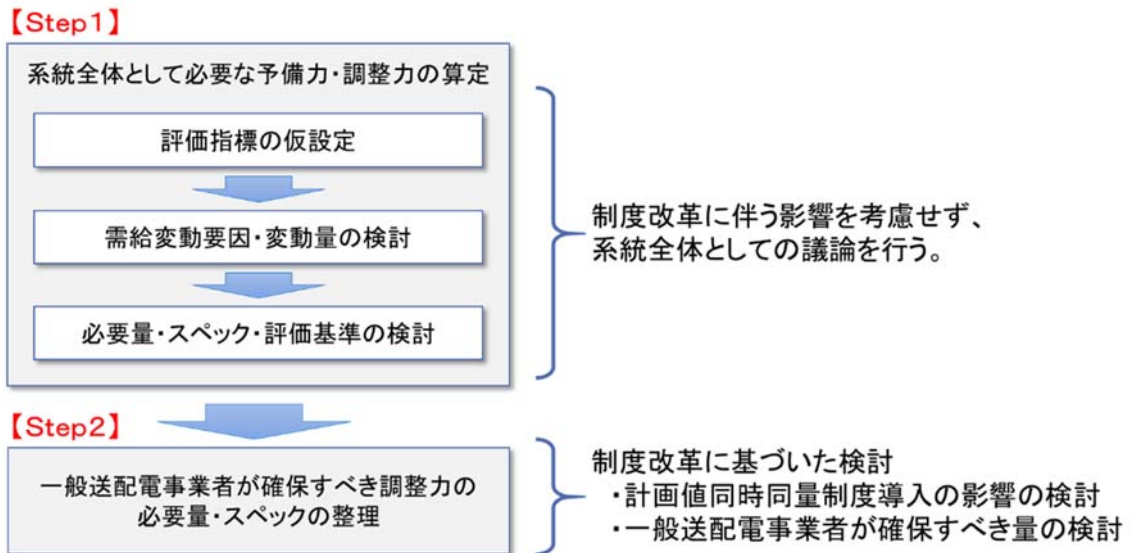 【Step1】
系統全体として必要な予備力・調整力の算定
評価指標の仮設定
需給変動要因・変動量の検討
必要量・スペック・評価基準の検討
制度改革に伴う影響を考慮せず、
系統全体としての議論を行う。
【Step2】
一般送配電事業者が確保すべき調整力の
必要量・スペックの整理
制度改革に基づいた検討
・計画値同時同量制度導入の影響の検討
・一般送配電事業者が確保すべき量の検討